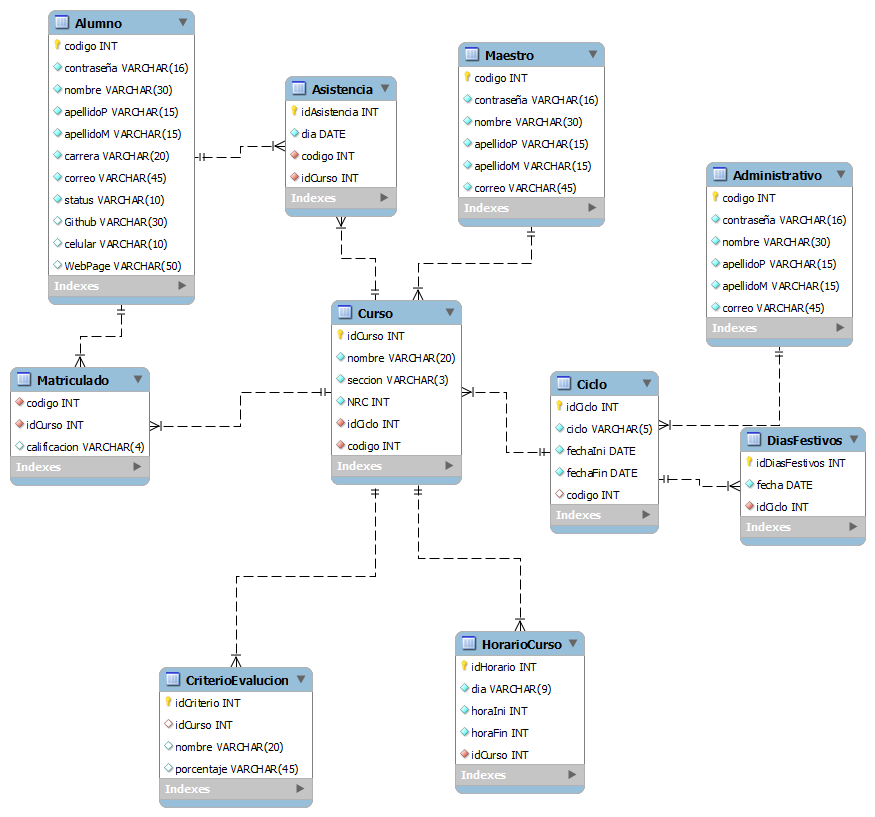 Alumno
codigo INT
contraseña VARCHAR(16)
nombre VARCHAR(30)
apellidoP VARCHAR(15)
apellidoM VARCHAR(15)
carrera VARCHAR(20)
correo VARCHAR(45)
status VARCHAR(10)
Github VARCHAR(30)
celular VARCHAR(10)
WebPage VARCHAR(50)
Indexes
Asistencia
idAsistencia INT
dia DATE
codigo INT
idCurso INT
Indexes
Maestro
codigo INT
contraseña VARCHAR(16)
nombre VARCHAR(30)
apellidoP VARCHAR(15)
apellidoM VARCHAR(15)
correo VARCHAR(45)
Indexes
Administrativo
codigo INT
contraseña VARCHAR(16)
nombre VARCHAR(30)
apellidoP VARCHAR(15)
apellidoM VARCHAR(15)
correo VARCHAR(45)
Indexes
Matriculado
codigo INT
idCurso INT
calificacion VARCHAR(4)
Indexes
Curso
idCurso INT
nombre VARCHAR(20)
seccion VARCHAR(3)
NRC INT
idCiclo INT
codigo INT
Indexes
Ciclo
idCiclo INT
ciclo VARCHAR(5)
fechaIni DATE
fechaFin DATE
codigo INT
Indexes
DiasFestivos
idDiasFestivos INT
fecha DATE
idCiclo INT
Indexes
CriterioEvalucion
idCriterio INT
idCurso INT
nombre VARCHAR(20)
porcentaje VARCHAR(45)
Indexes
HorarioCurso
idHorario INT
dia VARCHAR(9)
horaIni INT
horaFin INT
idCurso INT
Indexes